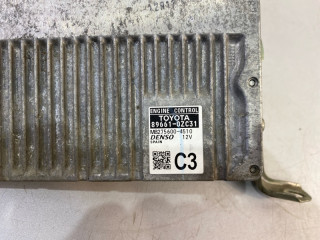 ENGINE CONTROL
TOYOTA
89661-0ZC31
MB275600-4510
DENSO 12V
SPAIN
C3